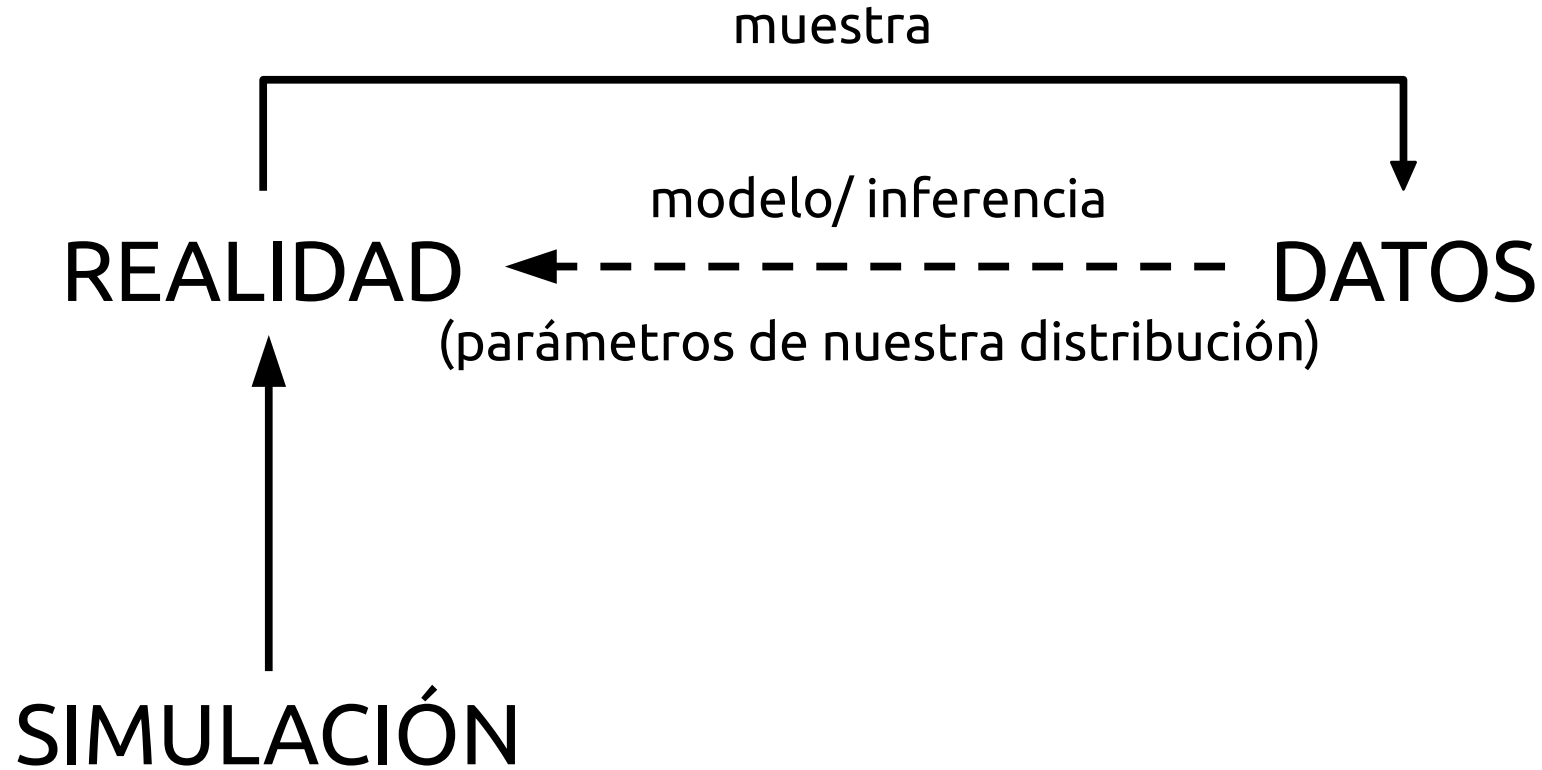 muestra
modelo/ inferencia
REALIDAD
DATOS
(parámetros de nuestra distribución)
SIMULACIÓN